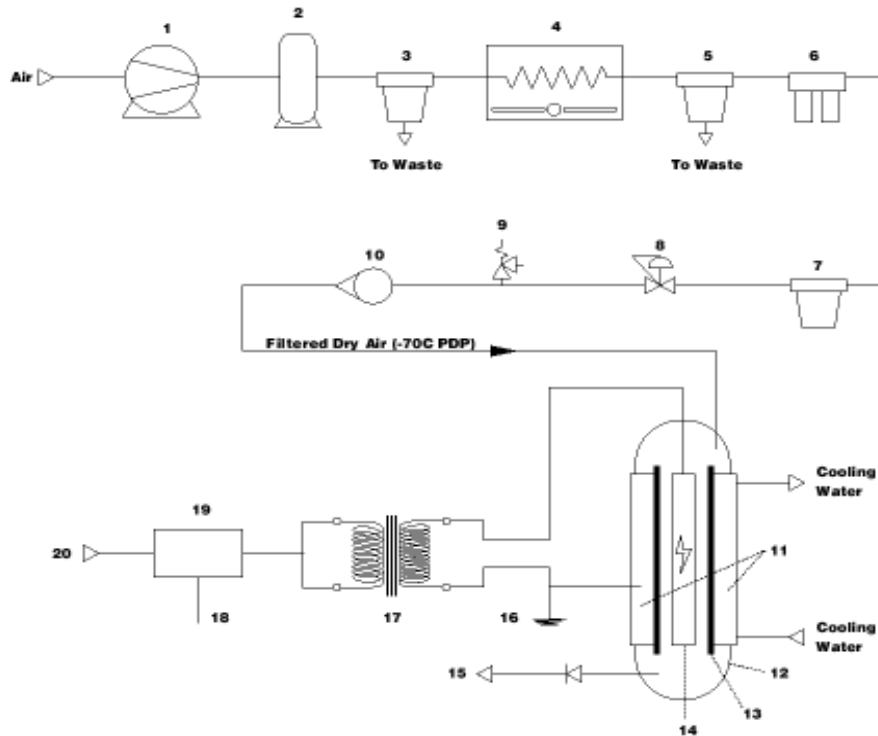 1
2
3
4
5
6
Air
To Waste
To Waste
10
9
8
7
Filtered Dry Air (-70C PDP)
Cooling
Water
20
19
11
18
17
16
Cooling
Water
15
12
14
13